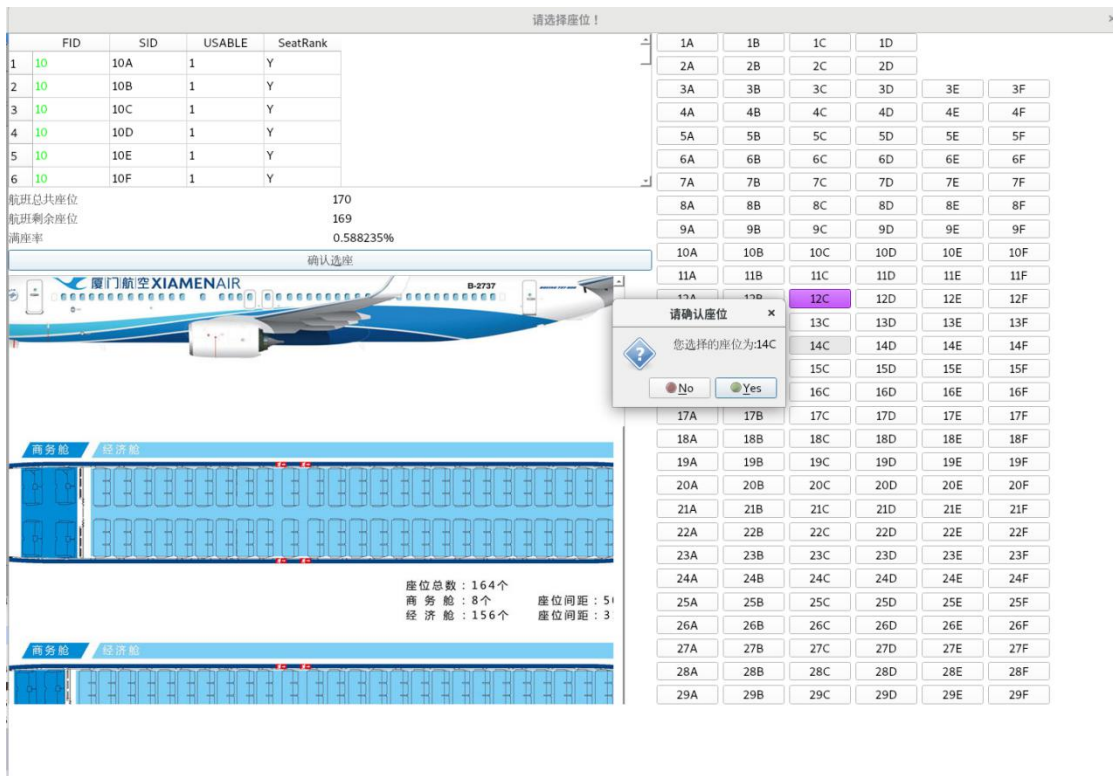 请选择座位！
FID SID USABLE SeatRank
1 10 10A 1 Y
2 10 10B 1 Y
3 10 10C 1 Y
4 10 10D 1 Y
5 10 10E 1 Y
6 10 10F 1 Y
航班总共座位 170
航班剩余座位 169
满座率 0.588235%
确认选座
厦门航空XIAMENAIR
B-2737
商务舱 经济舱
座位总数：164个
商务舱：8个 座位间距：5
经济舱：156个 座位间距：3
商务舱 经济舱
1A 1B 1C 1D
2A 2B 2C 2D
3A 3B 3C 3D 3E 3F
4A 4B 4C 4D 4E 4F
5A 5B 5C 5D 5E 5F
6A 6B 6C 6D 6E 6F
7A 7B 7C 7D 7E 7F
8A 8B 8C 8D 8E 8F
9A 9B 9C 9D 9E 9F
10A 10B 10C 10D 10E 10F
11A 11B 11C 11D 11E 11F
12A 12B 12C 12D 12E 12F
13C 13D 13E 13F
14C 14D 14E 14F
15C 15D 15E 15F
16C 16D 16E 16F
17A 17B 17C 17D 17E 17F
18A 18B 18C 18D 18E 18F
19A 19B 19C 19D 19E 19F
20A 20B 20C 20D 20E 20F
21A 21B 21C 21D 21E 21F
22A 22B 22C 22D 22E 22F
23A 23B 23C 23D 23E 23F
24A 24B 24C 24D 24E 24F
25A 25B 25C 25D 25E 25F
26A 26B 26C 26D 26E 26F
27A 27B 27C 27D 27E 27F
28A 28B 28C 28D 28E 28F
29A 29B 29C 29D 29E 29F
请确认座位
您选择的座位为:14C
No Yes